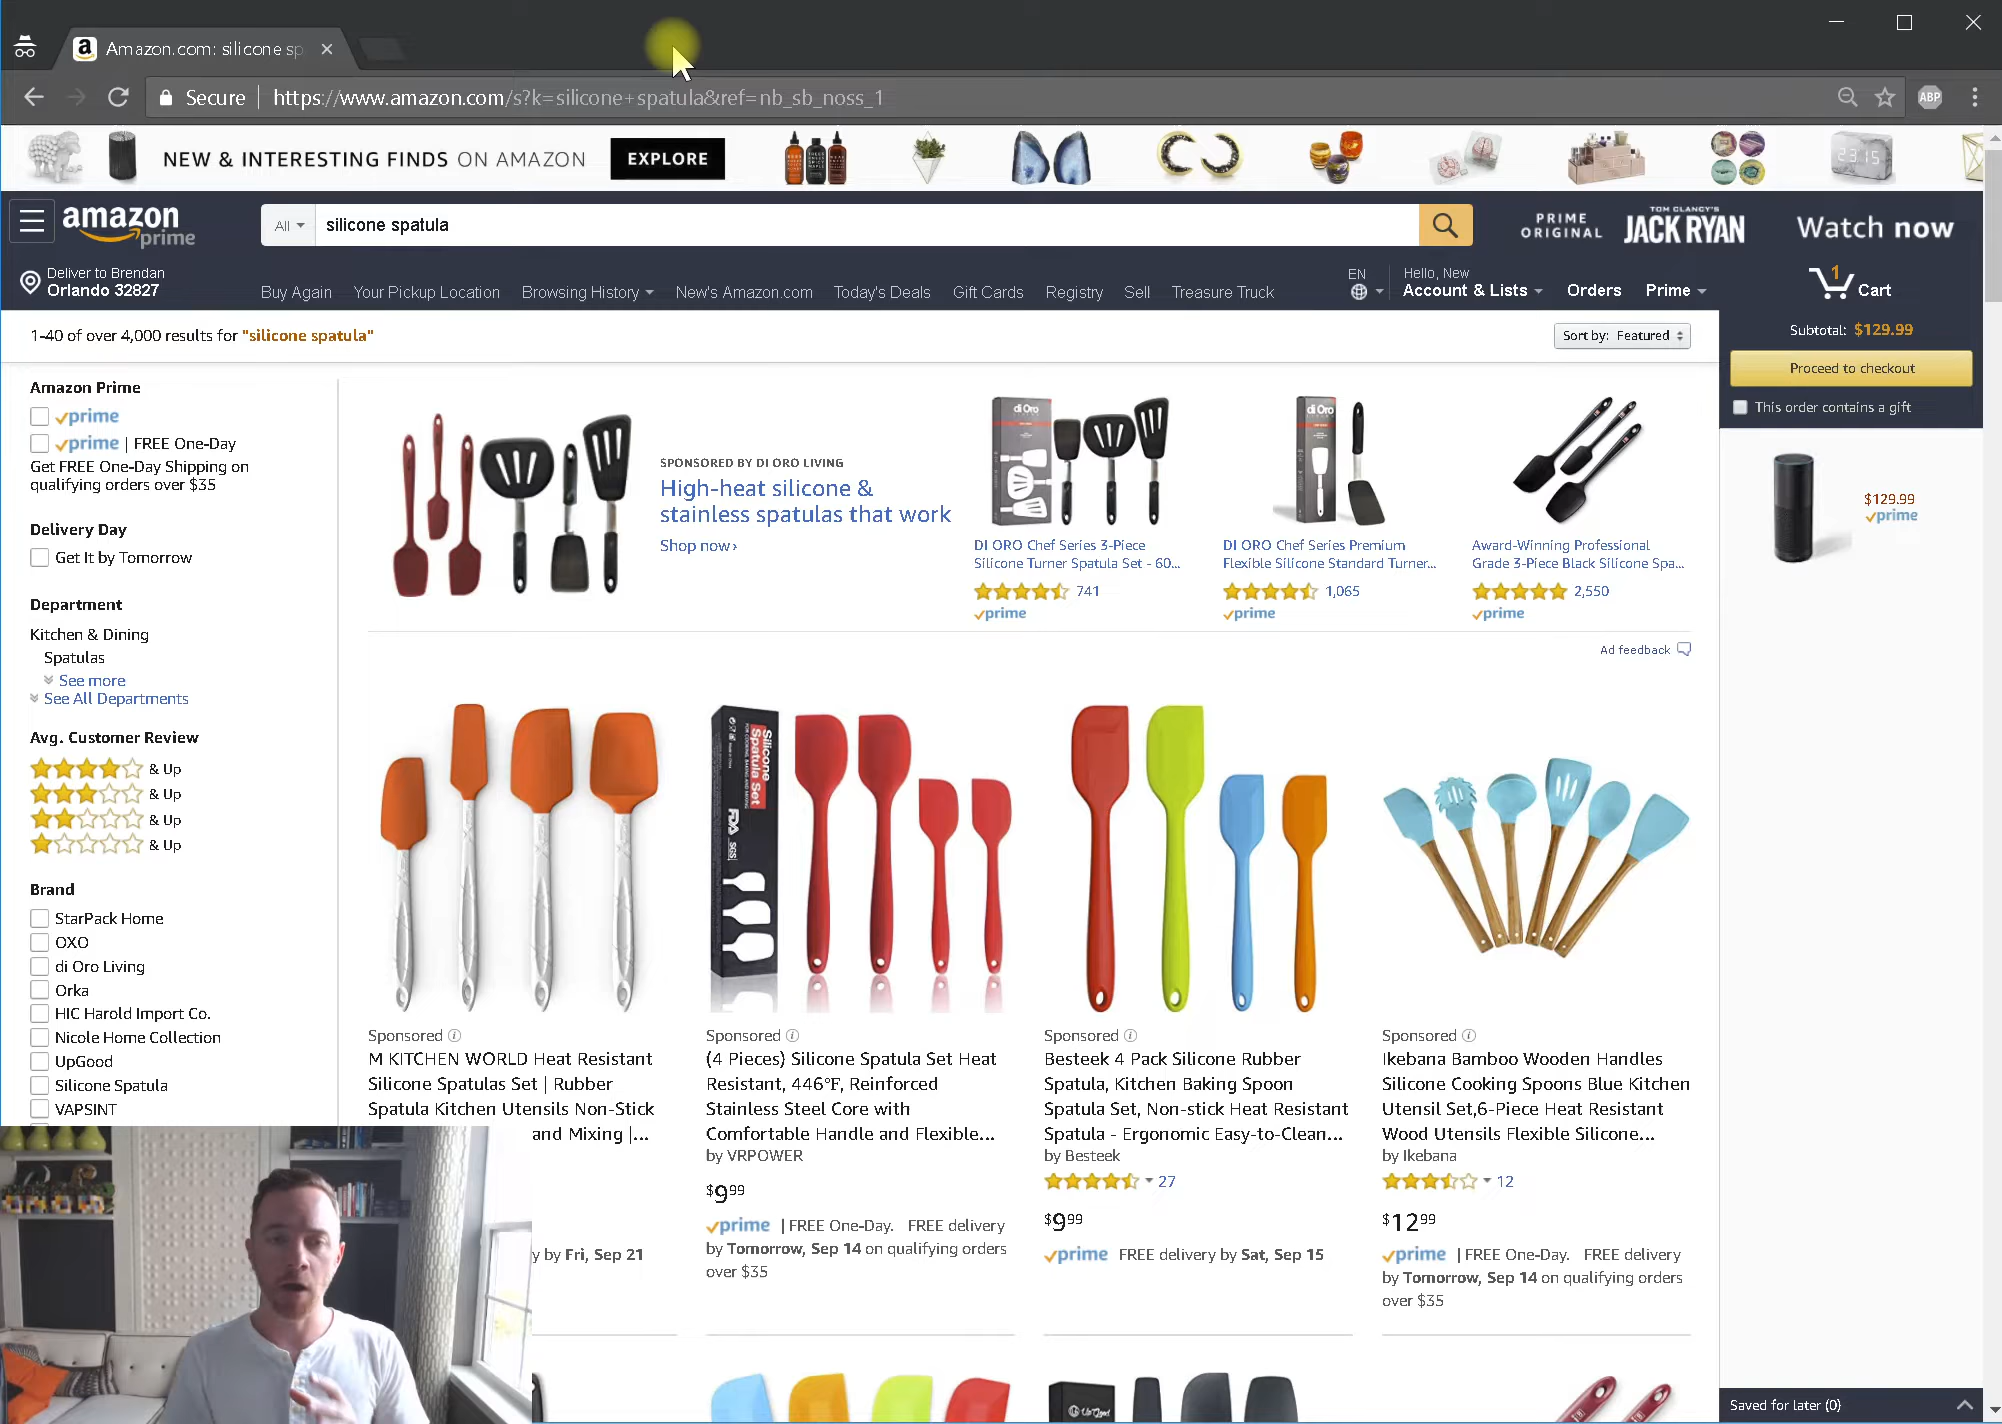 Amazon.com: silicone sp
Secure
https://www.amazon.com/s?k=silicone+spatula&ref=nb_sb_noss_1
ABP
NEW & INTERESTING FINDS ON AMAZON
EXPLORE
23:15
amazon
prime
All
silicone spatula
PRIME
ORIGINAL
TOM CLANCY'S
JACK RYAN
Watch now
Deliver to Brendan
Orlando 32827
Buy Again
Your Pickup Location
Browsing History
New's Amazon.com
Today's Deals
Gift Cards
Registry
Sell
Treasure Truck
EN
Hello, New
Account & Lists
Orders
Prime
1
Cart
1-40 of over 4,000 results for "silicone spatula"
Sort by: Featured
Subtotal: $129.99
Proceed to checkout
This order contains a gift
$129.99
prime
Amazon Prime
prime
prime | FREE One-Day
Get FREE One-Day Shipping on
qualifying orders over $35
Delivery Day
Get It by Tomorrow
Department
Kitchen & Dining
Spatulas
See more
See All Departments
Avg. Customer Review
& Up
& Up
& Up
& Up
Brand
StarPack Home
OXO
di Oro Living
Orka
HIC Harold Import Co.
Nicole Home Collection
UpGood
Silicone Spatula
VAPSINT
SPONSORED BY DI ORO LIVING
High-heat silicone &
stainless spatulas that work
Shop now›
di Oro
DI ORO Chef Series 3-Piece
Silicone Turner Spatula Set - 60...
741
prime
di Oro
DI ORO Chef Series Premium
Flexible Silicone Standard Turner...
1,065
prime
Award-Winning Professional
Grade 3-Piece Black Silicone Spa...
2,550
prime
Ad feedback
Sponsored
M KITCHEN WORLD Heat Resistant
Silicone Spatulas Set | Rubber
Spatula Kitchen Utensils Non-Stick
and Mixing |...
y by Fri, Sep 21
Silicone
Spatula Set
FDA
SGS
Sponsored
(4 Pieces) Silicone Spatula Set Heat
Resistant, 446°F, Reinforced
Stainless Steel Core with
Comfortable Handle and Flexible...
by VRPOWER
$9.99
prime | FREE One-Day. FREE delivery
by Tomorrow, Sep 14 on qualifying orders
over $35
Sponsored
Besteek 4 Pack Silicone Rubber
Spatula, Kitchen Baking Spoon
Spatula Set, Non-stick Heat Resistant
Spatula - Ergonomic Easy-to-Clean...
by Besteek
27
$9.99
prime FREE delivery by Sat, Sep 15
Sponsored
Ikebana Bamboo Wooden Handles
Silicone Cooking Spoons Blue Kitchen
Utensil Set,6-Piece Heat Resistant
Wood Utensils Flexible Silicone...
by Ikebana
12
$12.99
prime | FREE One-Day. FREE delivery
by Tomorrow, Sep 14 on qualifying orders
over $35
UpGood
Saved for later (0)